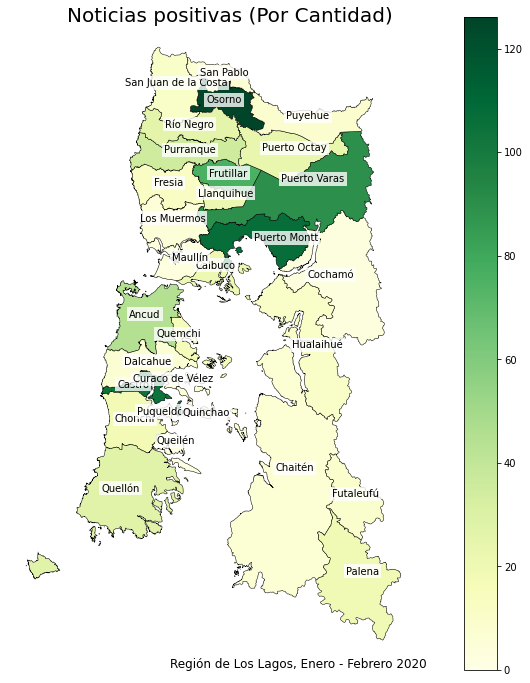 Noticias positivas (Por Cantidad)
San Pablo
San Juan de la Costa
Osorno
Puyehue
Río Negro
Purranque
Puerto Octay
Frutillar
Puerto Varas
Fresia
Llanquihue
Los Muermos
Puerto Montt
Maullín
Calbuco
Cochamó
Ancud
Quemchi
Hualaihué
Dalcahue
Curaco de Vélez
Castro
Puqueldón
Quinchao
Chonchi
Queilén
Chaitén
Quellón
Futaleufú
Palena
Región de Los Lagos, Enero - Febrero 2020
120
100
80
60
40
20
0